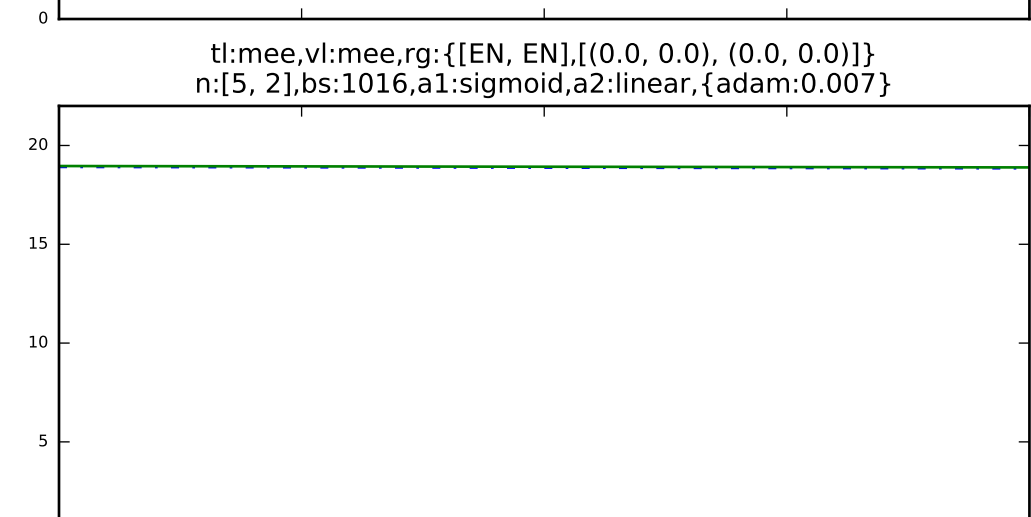 0
tl:mee,vl:mee,rg:{[EN, EN],[(0.0, 0.0), (0.0, 0.0)]}
n:[5, 2],bs:1016,a1:sigmoid,a2:linear,{adam:0.007}
20
15
10
5